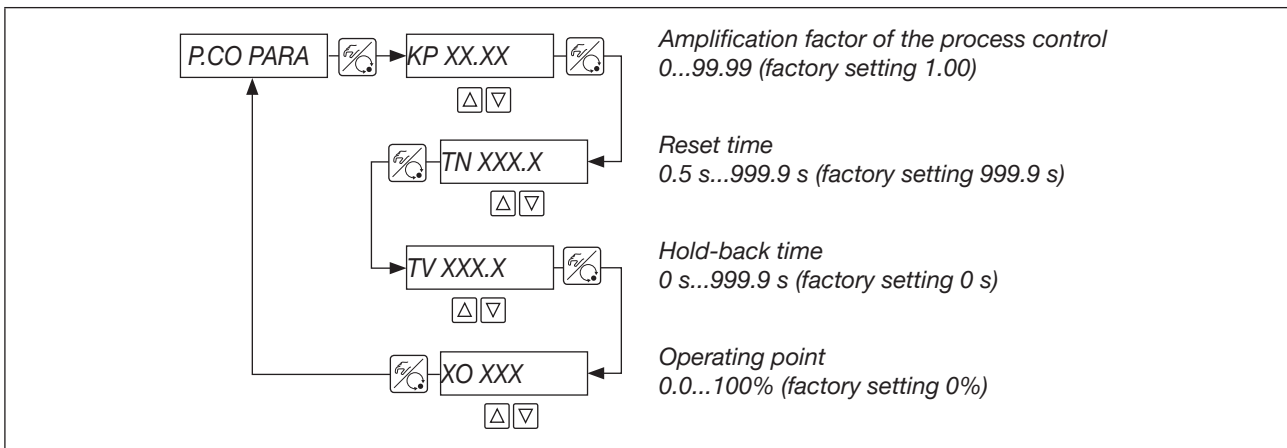 P.CO PARA
KP XX.XX
Amplification factor of the process control
0...99.99 (factory setting 1.00)
TN XXX.X
Reset time
0.5 s...999.9 s (factory setting 999.9 s)
TV XXX.X
Hold-back time
0 s...999.9 s (factory setting 0 s)
XO XXX
Operating point
0.0...100% (factory setting 0%)